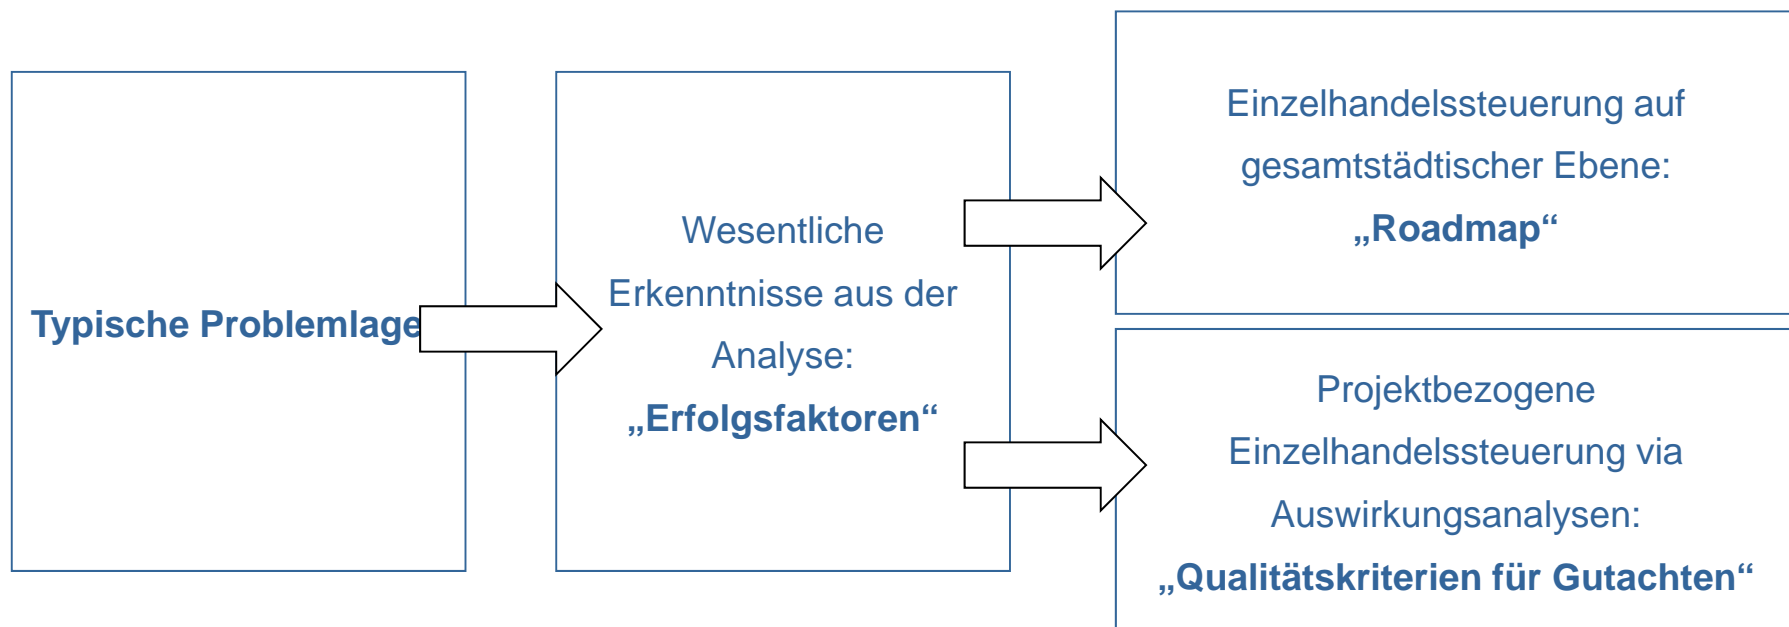 Typische Problemlage
Wesentliche
Erkenntnisse aus der
Analyse:
„Erfolgsfaktoren“
Einzelhandelssteuerung auf
gesamtstädtischer Ebene:
„Roadmap“
Projektbezogene
Einzelhandelssteuerung via
Auswirkungsanalysen:
„Qualitätskriterien für Gutachten“